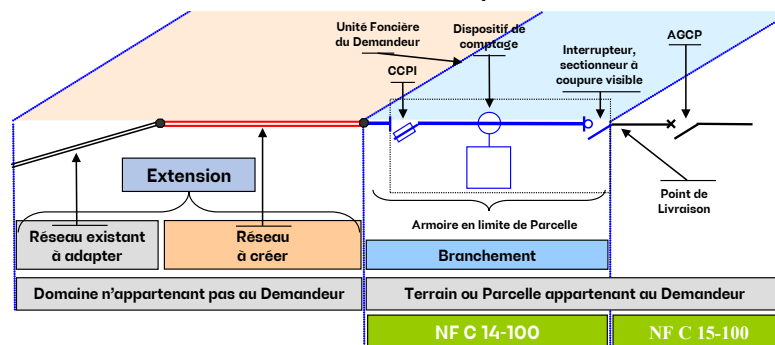 Unité Foncière
du Demandeur
Dispositif de
comptage
CCPI
Interrupteur,
sectionneur à
coupure visible
AGCP
Extension
Point de
Livraison
Armoire en limite de Parcelle
Réseau existant
à adapter
Réseau
à créer
Branchement
Domaine n'appartenant pas au Demandeur
Terrain ou Parcelle appartenant au Demandeur
NF C 14-100
NF C 15-100